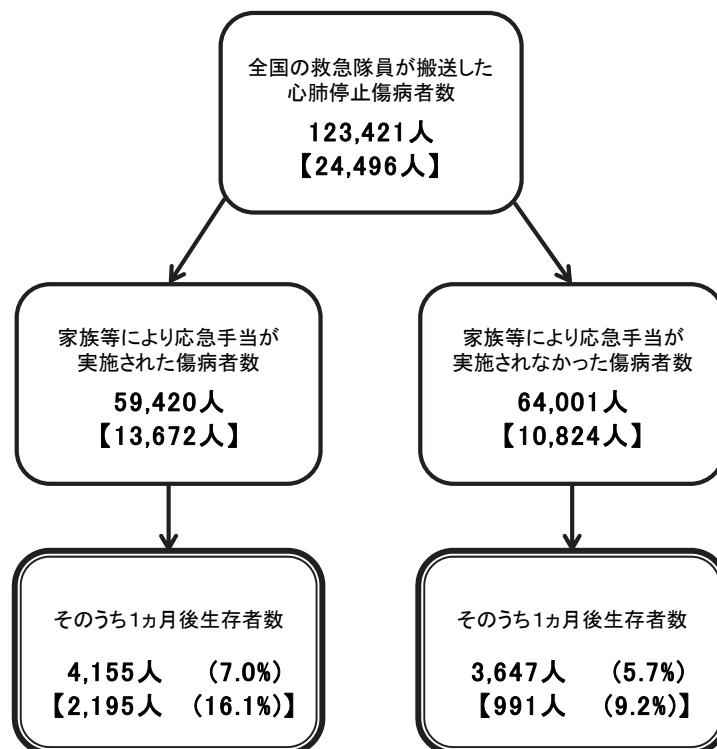 全国の救急隊員が搬送した
心肺停止傷病者数
123,421人
【24,496人】
家族等により応急手当が
実施された傷病者数
59,420人
【13,672人】
家族等により応急手当が
実施されなかった傷病者数
64,001人
【10,824人】
そのうち1ヵ月後生存者数
4,155人 (7.0%)
【2,195人 (16.1%)】
そのうち1ヵ月後生存者数
3,647人 (5.7%)
【991人 (9.2%)】